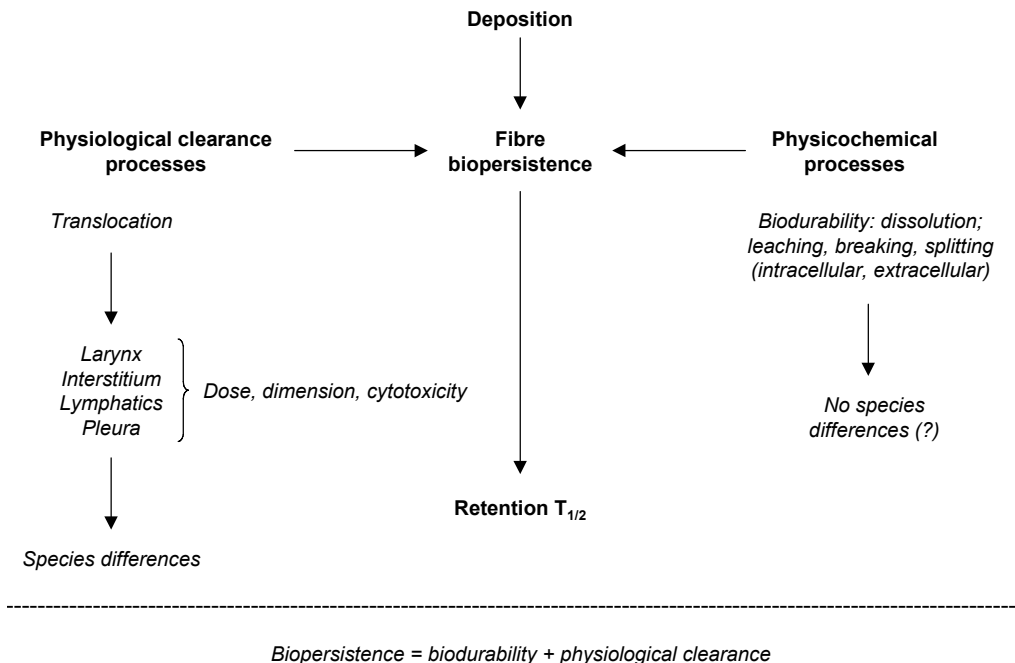 Deposition
Physiological clearance
processes
Fibre
biopersistence
Physicochemical
processes
Translocation
Biodurability: dissolution;
leaching, breaking, splitting
(intracellular, extracellular)
Larynx
Interstitium
Lymphatics
Pleura
Dose, dimension, cytotoxicity
No species
differences (?)
Retention T1/2
Species differences
Biopersistence = biodurability + physiological clearance